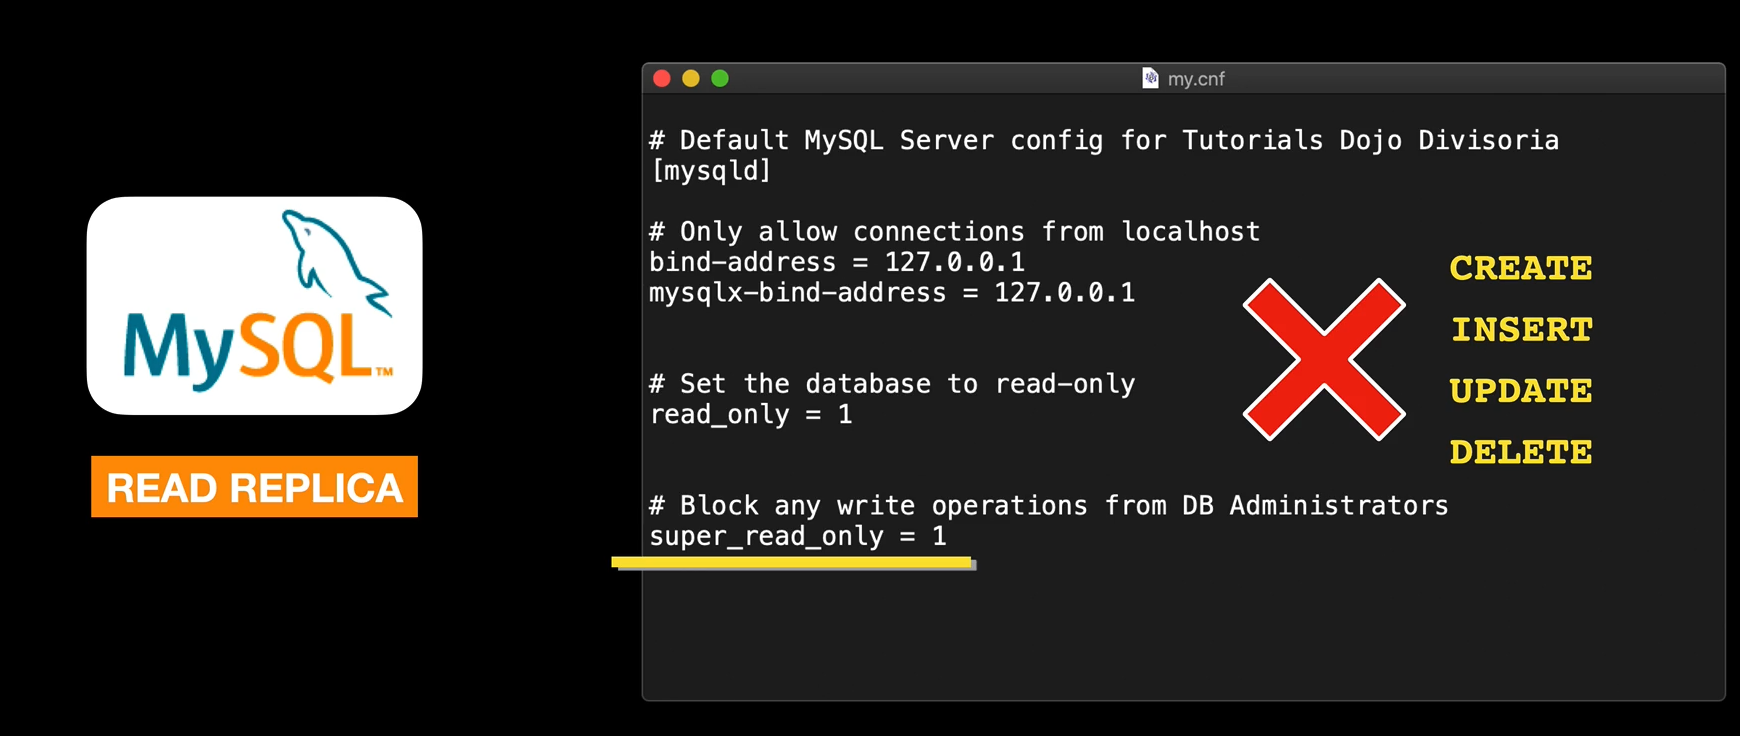 MySQL™
READ REPLICA
my.cnf
# Default MySQL Server config for Tutorials Dojo Divisoria
[mysqld]
# Only allow connections from localhost
bind-address = 127.0.0.1
mysqlx-bind-address = 127.0.0.1
# Set the database to read-only
read_only = 1
# Block any write operations from DB Administrators
super_read_only = 1
CREATE
INSERT
UPDATE
DELETE